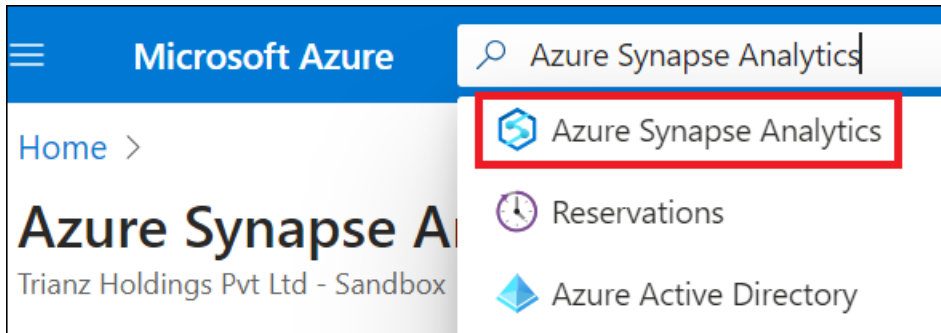 Microsoft Azure
Azure Synapse Analytics
Azure Synapse Analytics
Home >
Reservations
Azure Synapse A
Trianz Holdings Pvt Ltd - Sandbox
Azure Active Directory